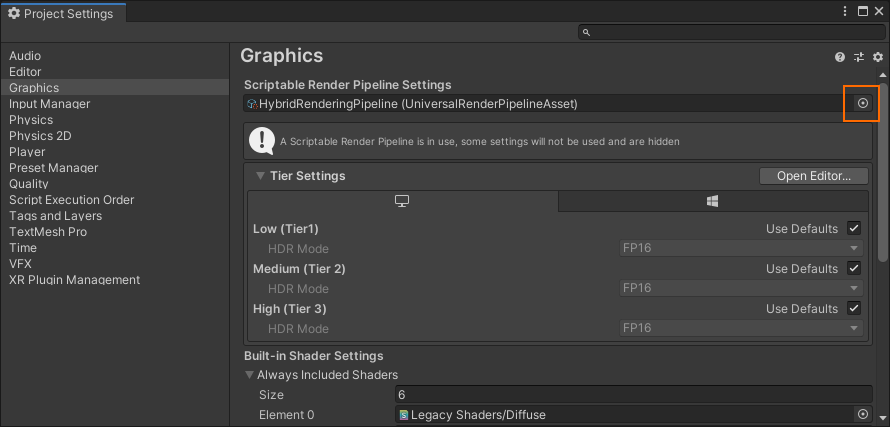 Project Settings
Audio
Editor
Graphics
Input Manager
Physics
Physics 2D
Player
Preset Manager
Quality
Script Execution Order
Tags and Layers
TextMesh Pro
Time
VFX
XR Plugin Management
Graphics
Scriptable Render Pipeline Settings
HybridRenderingPipeline (UniversalRenderPipelineAsset)
A Scriptable Render Pipeline is in use, some settings will not be used and are hidden
Tier Settings Open Editor...
Low (Tier1) Use Defaults
HDR Mode FP16
Medium (Tier 2) Use Defaults
HDR Mode FP16
High (Tier 3) Use Defaults
HDR Mode FP16
Built-in Shader Settings
Always Included Shaders
Size 6
Element 0 Legacy Shaders/Diffuse